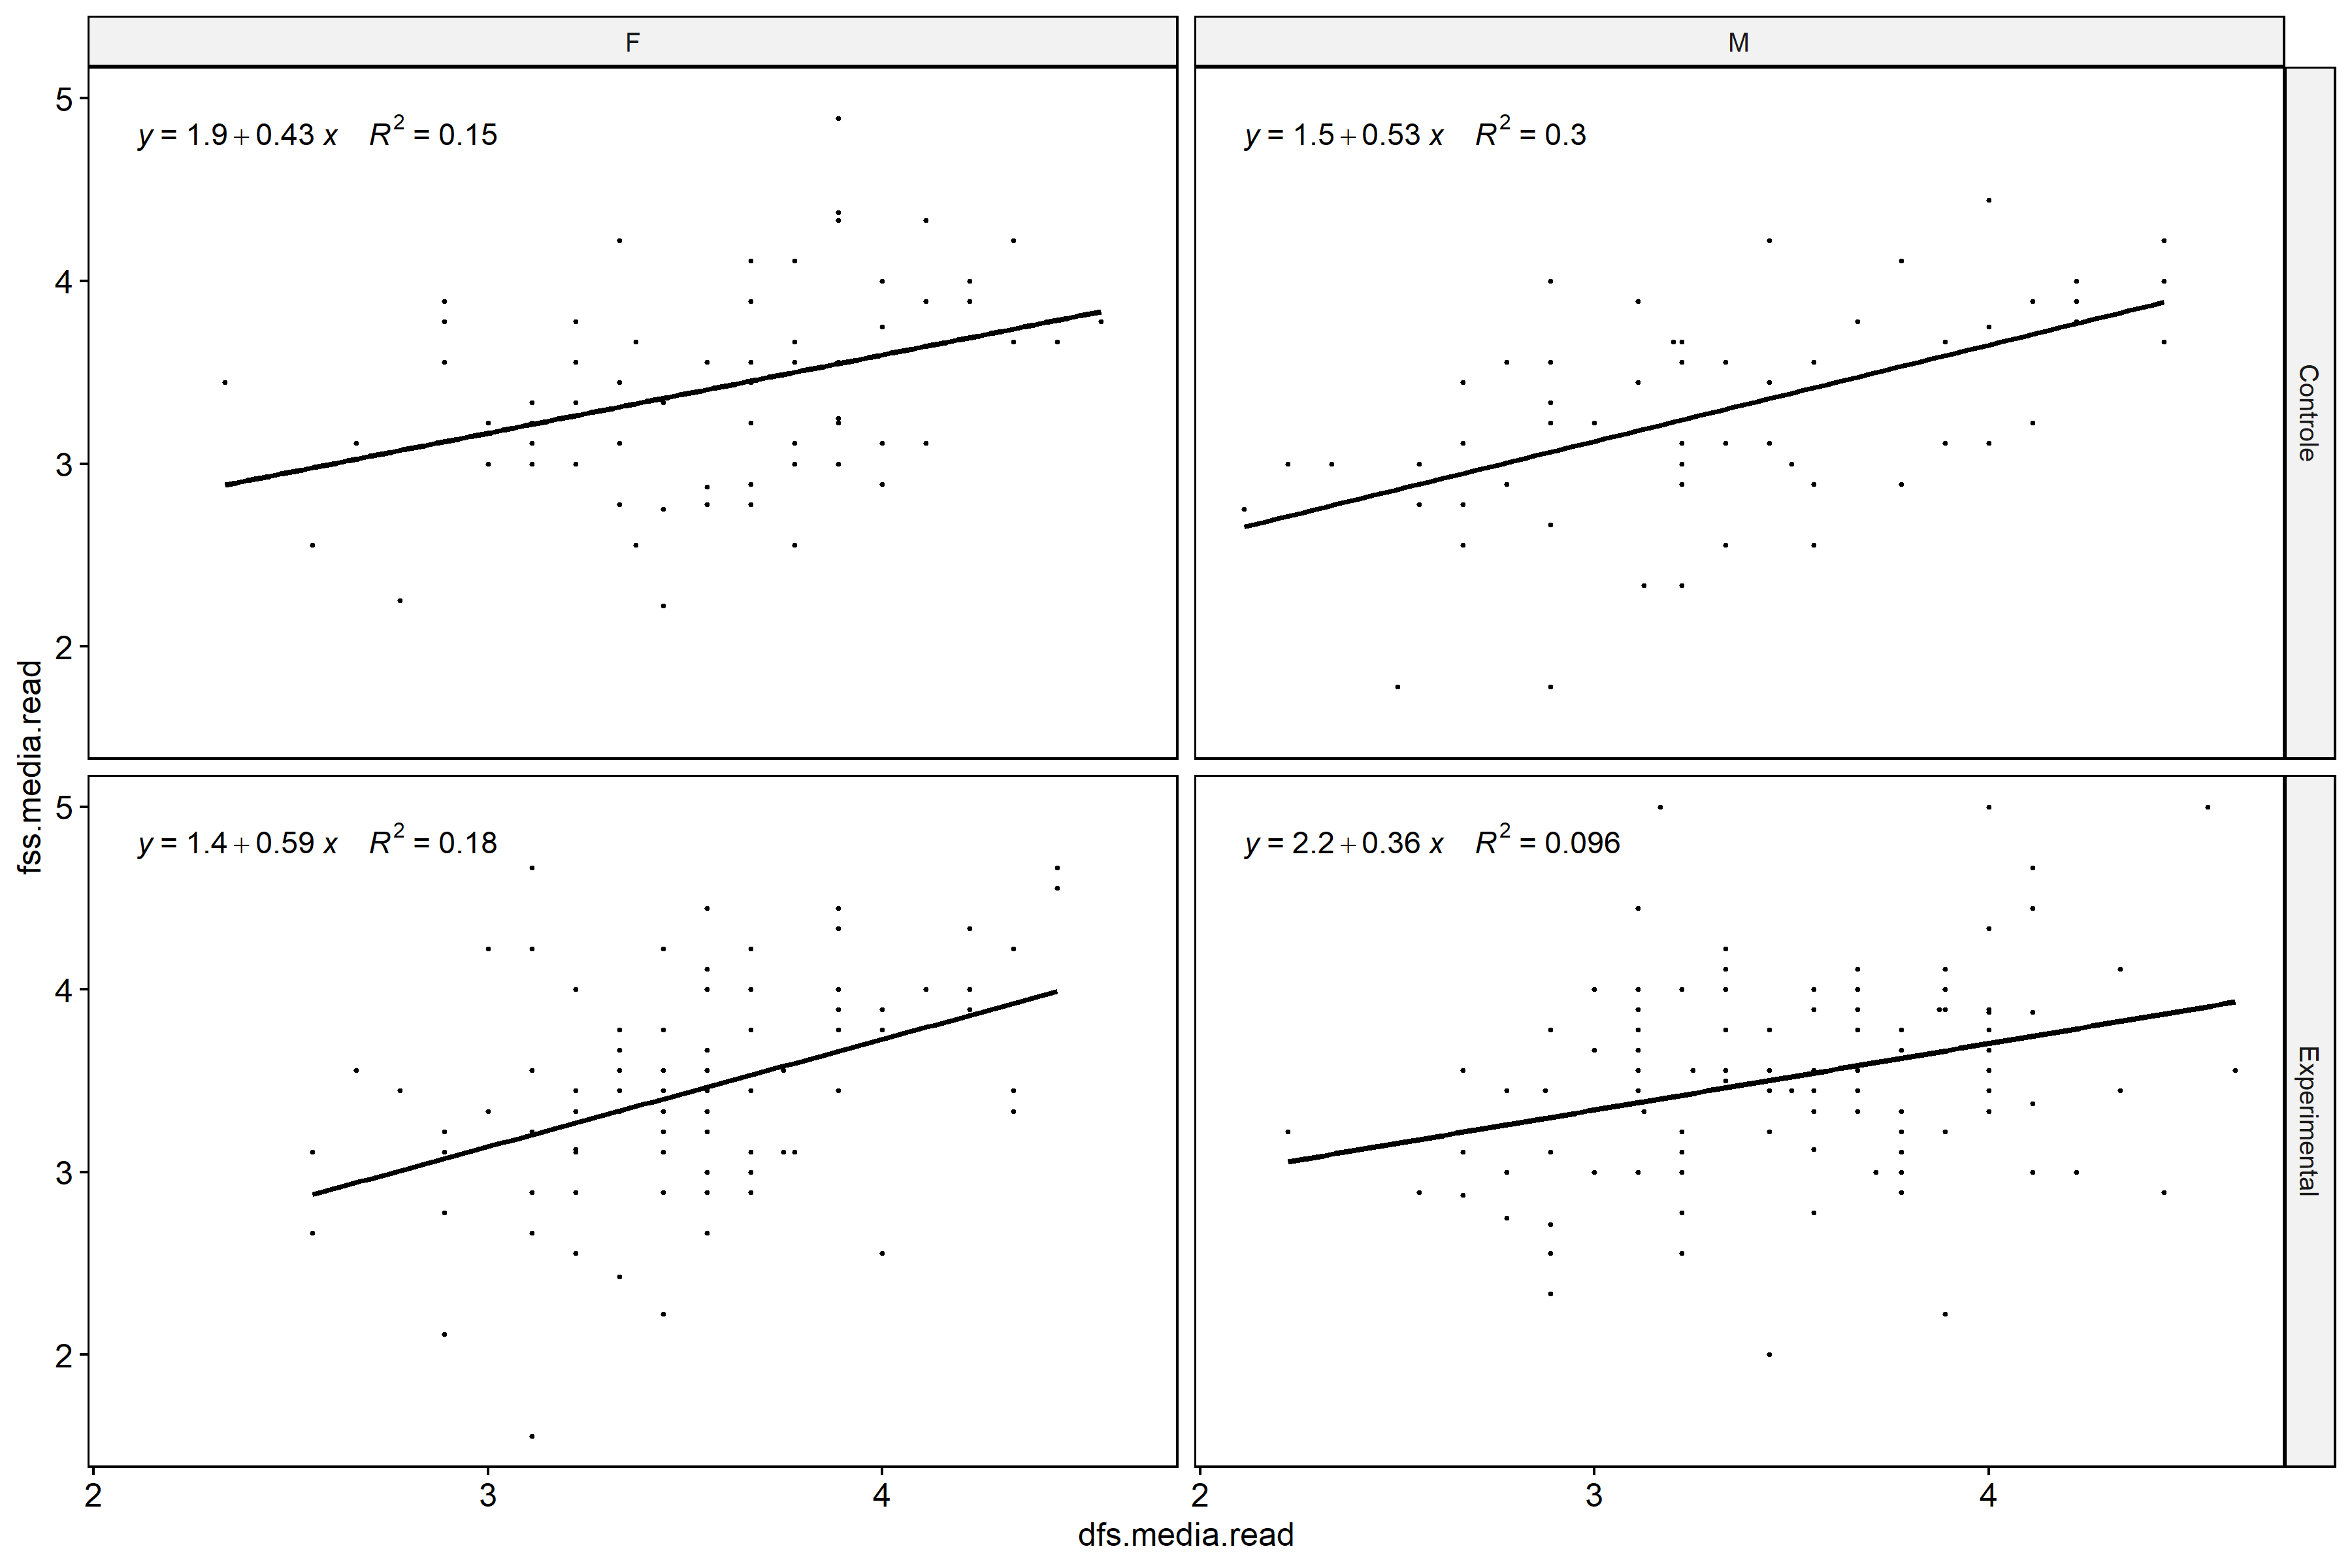 F
M
5
4
3
2
y = 1.9 + 0.43 x R² = 0.15
y = 1.5 + 0.53 x R² = 0.3
Controle
5
4
3
2
y = 1.4 + 0.59 x R² = 0.18
y = 2.2 + 0.36 x R² = 0.096
Experimental
fss.media.read
2
3
4
2
3
4
dfs.media.read